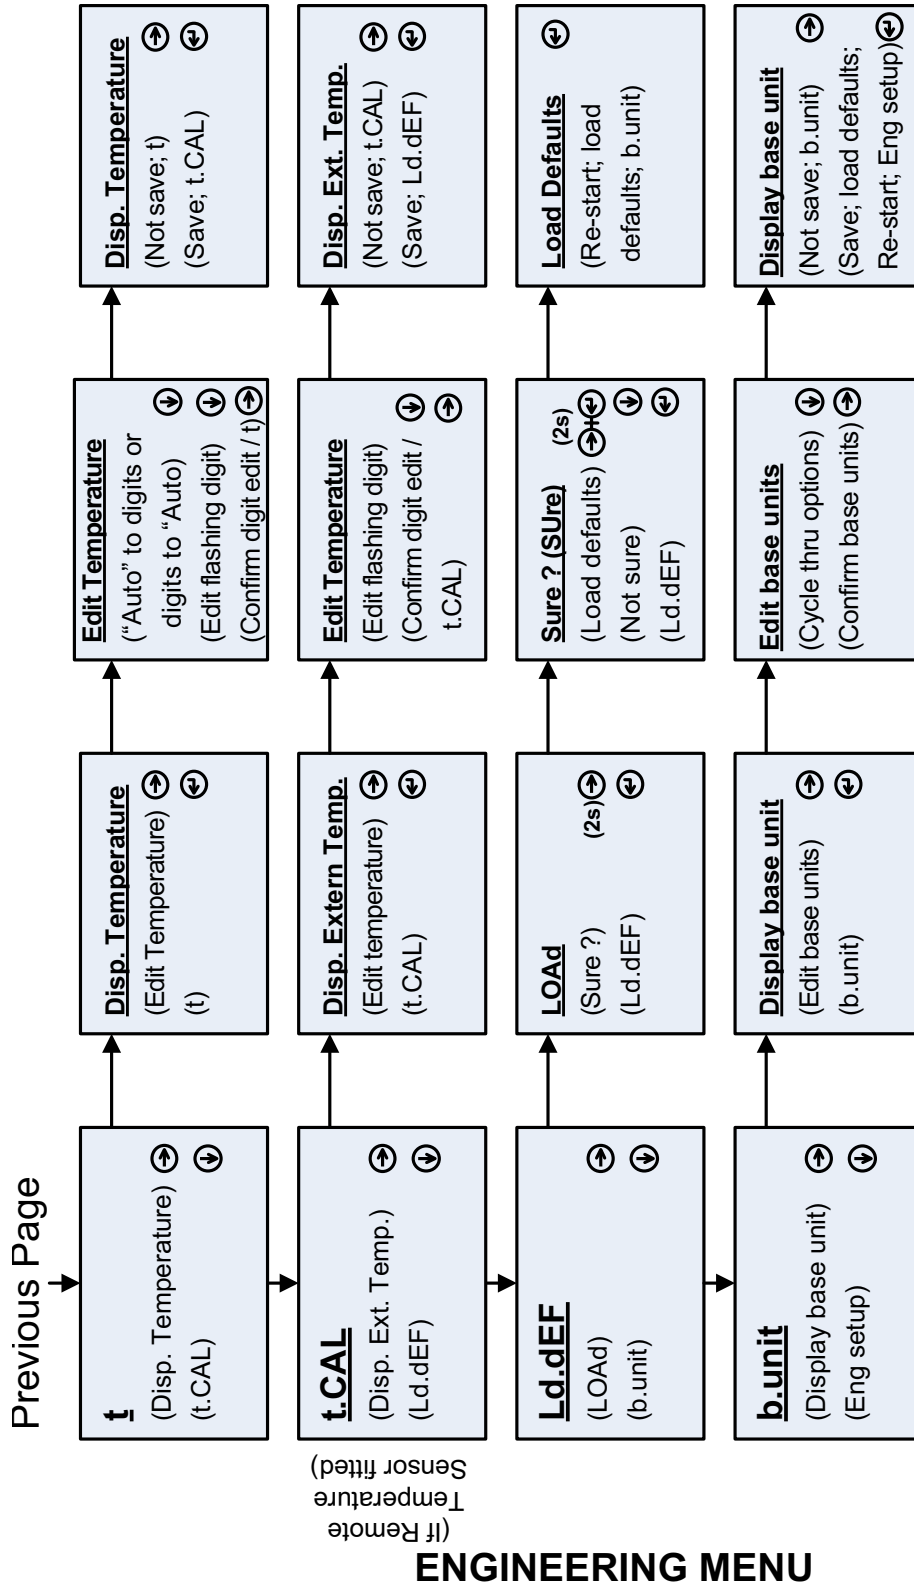 Previous Page
t
(Disp. Temperature)
(t.CAL)
Disp. Temperature
(Edit Temperature)
(t)
Edit Temperature
(“Auto” to digits or
digits to “Auto)
(Edit flashing digit)
(Confirm digit edit / t)
Disp. Temperature
(Not save; t)
(Save; t.CAL)
(If Remote
Temperature
Sensor fitted)
t.CAL
(Disp. Ext. Temp.)
(Ld.dEF)
Disp. Extern Temp.
(Edit temperature)
(t.CAL)
Edit Temperature
(Edit flashing digit)
(Confirm digit edit /
t.CAL)
Disp. Ext. Temp.
(Not save; t.CAL)
(Save; Ld.dEF)
Ld.dEF
(LOAd)
(b.unit)
LOAd
(Sure ?) (2s)
(Ld.dEF)
Sure ? (SUre)
(2s)
(Load defaults) +
(Not sure)
(Ld.dEF)
Load Defaults
(Re-start; load
defaults; b.unit)
b.unit
(Display base unit)
(Eng setup)
Display base unit
(Edit base units)
(b.unit)
Edit base units
(Cycle thru options)
(Confirm base units)
Display base unit
(Not save; b.unit)
(Save; load defaults;
Re-start; Eng setup)
ENGINEERING MENU